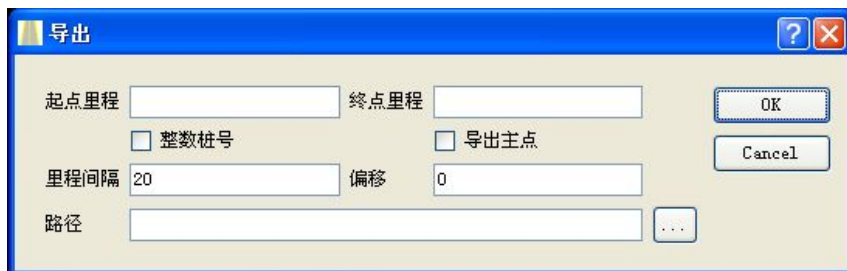 导出
起点里程 终点里程 OK
整数桩号 导出主点
Cancel
里程间隔 20 偏移 0
路径 ...